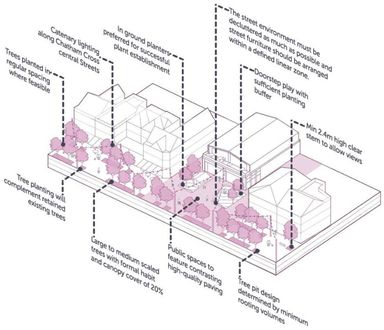 Trees planted in
regular spacing
where feasible
Catenary lighting
along Chatham Cross
central Streets
In ground planters
preferred for successful
plant establishment
The street environment must be
decluttered as much as possible and
street furniture should be arranged
within a defined linear zone.
Doorstep play with
sufficient planting
buffer
Min 2.4m high clear
stem to allow views
Tree planting will
complement retained
existing trees
Large to medium scaled
trees with formal habit
and canopy cover of 20%
Public spaces to
feature contrasting
high-quality paving
Tree pit design
determined by minimum
rooting volumes